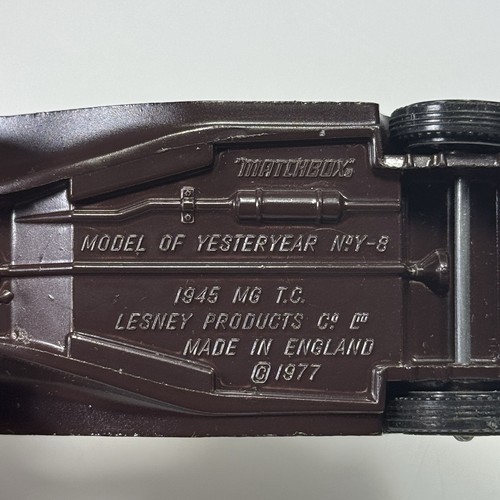 "MATCHBOX"®
MODEL OF YESTERYEAR Nº Y-8
1945 MG T.C.
LESNEY PRODUCTS Cº Lᵀᴰ
MADE IN ENGLAND
© 1977